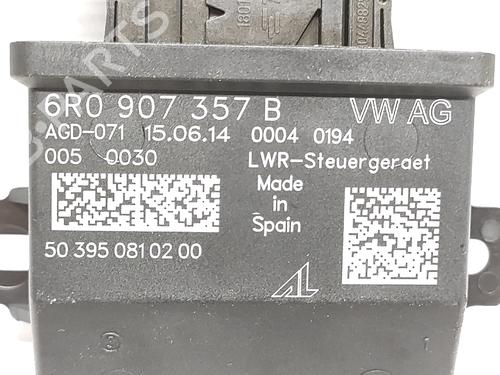 6R0 907 357 B VW AG
AGD-071 15.06.14 0004 0194
005 0030 LWR-Steuergeraet
Made
in
Spain
50 395 081 02 00
AL